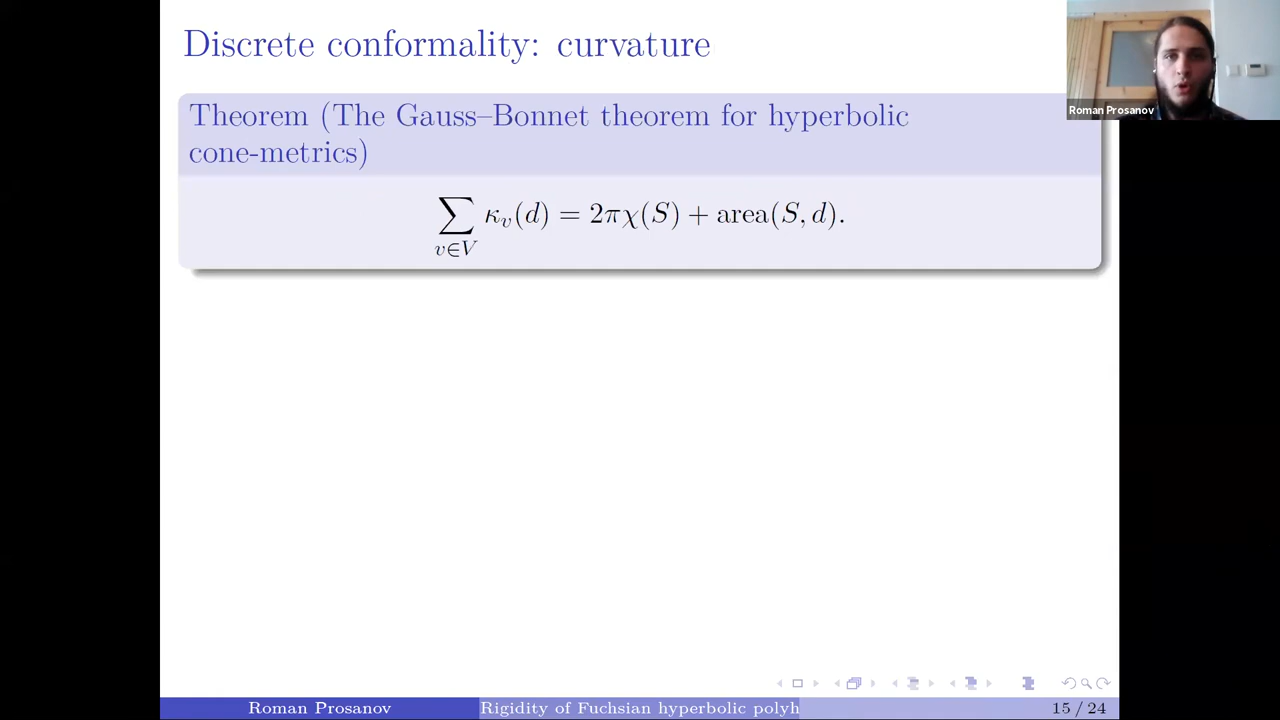 Discrete conformality: curvature
Roman Prosanov
Theorem (The Gauss–Bonnet theorem for hyperbolic
cone-metrics)
∑ κ_v(d) = 2πχ(S) + area(S, d).
v∈V
Roman Prosanov
Rigidity of Fuchsian hyperbolic polyh
15 / 24